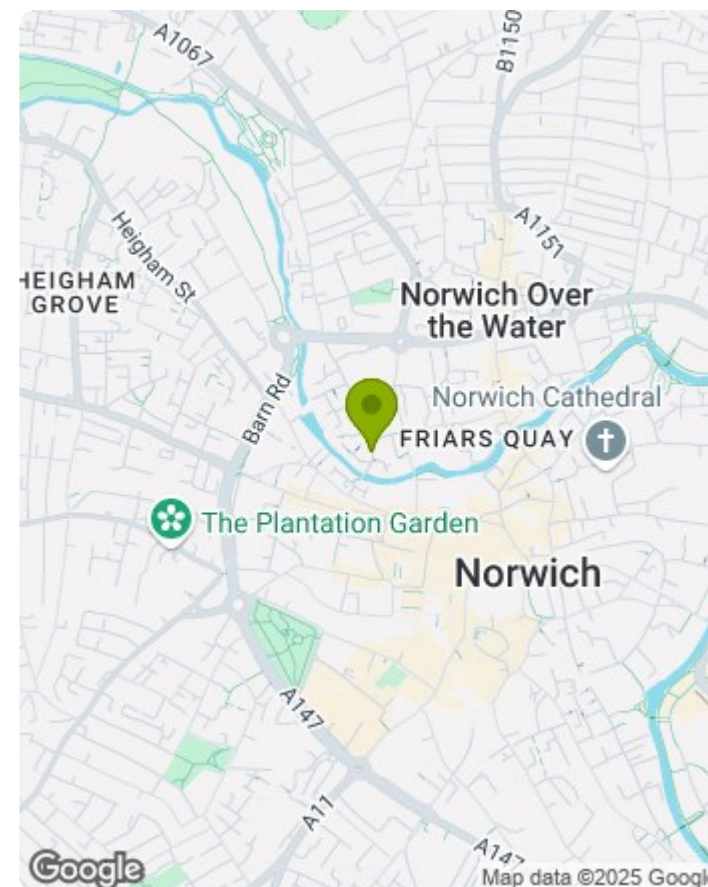 A1067
B1150
A1151
Heigham St
HEIGHAM
GROVE
Norwich Over
the Water
Barn Rd
Norwich Cathedral
FRIARS QUAY
The Plantation Garden
Norwich
A147
A11
A147
Google
Map data ©2025 Google